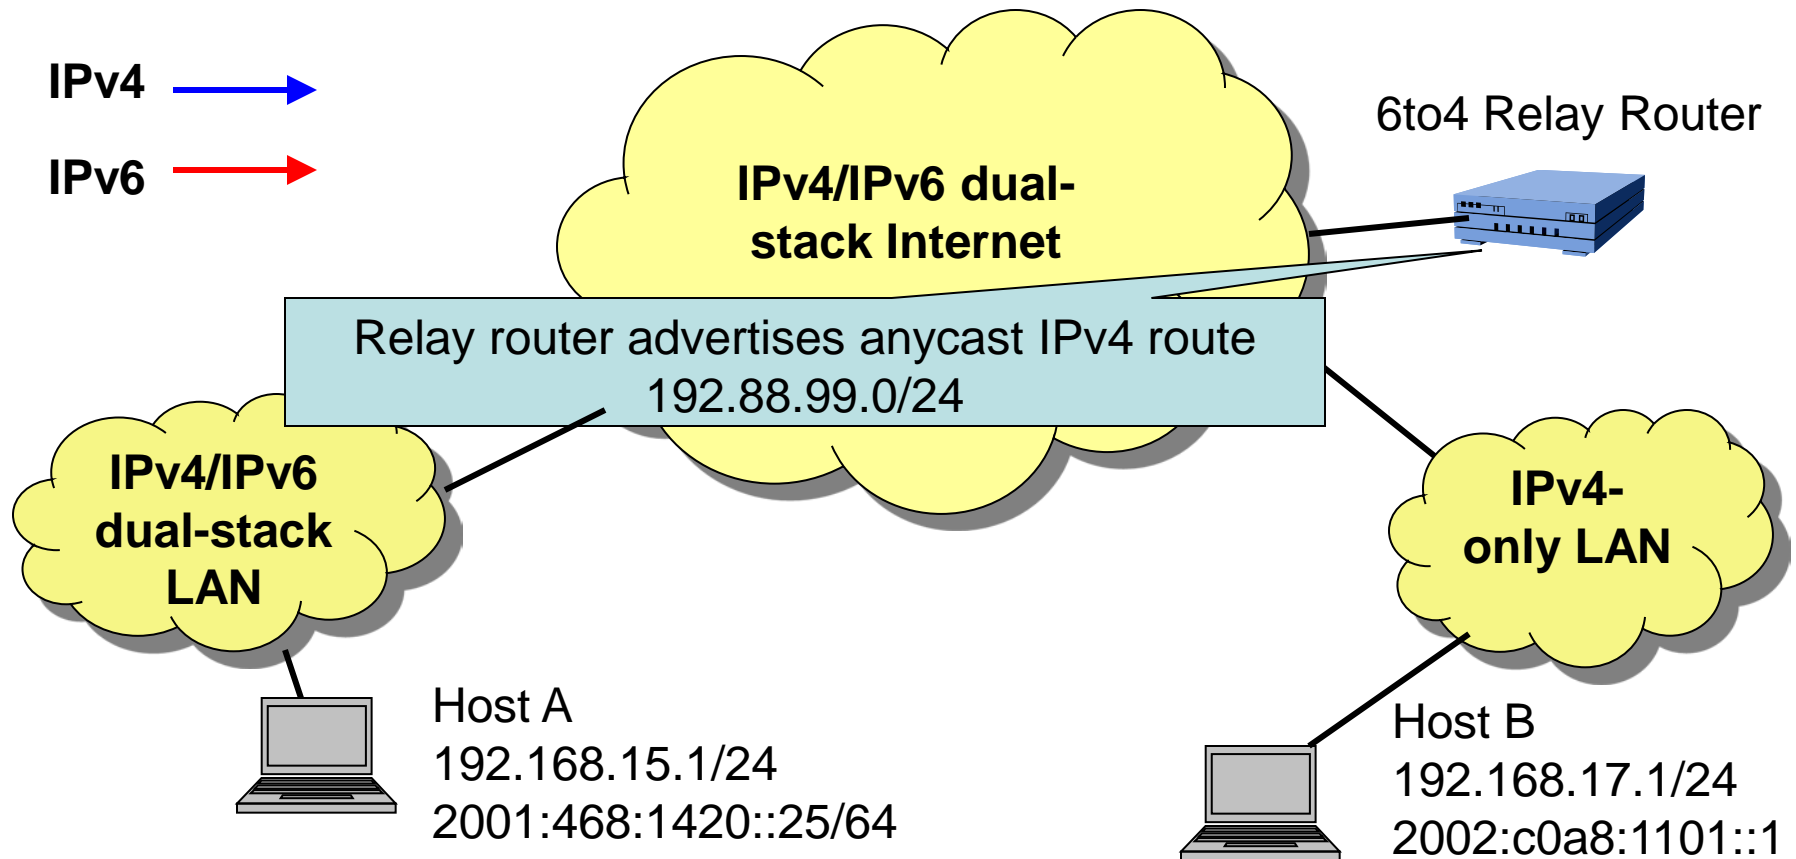 IPv4
IPv6
6to4 Relay Router
IPv4/IPv6 dual-
stack Internet
Relay router advertises anycast IPv4 route
192.88.99.0/24
IPv4/IPv6
dual-stack
LAN
IPv4-
only LAN
Host A
192.168.15.1/24
2001:468:1420::25/64
Host B
192.168.17.1/24
2002:c0a8:1101::1